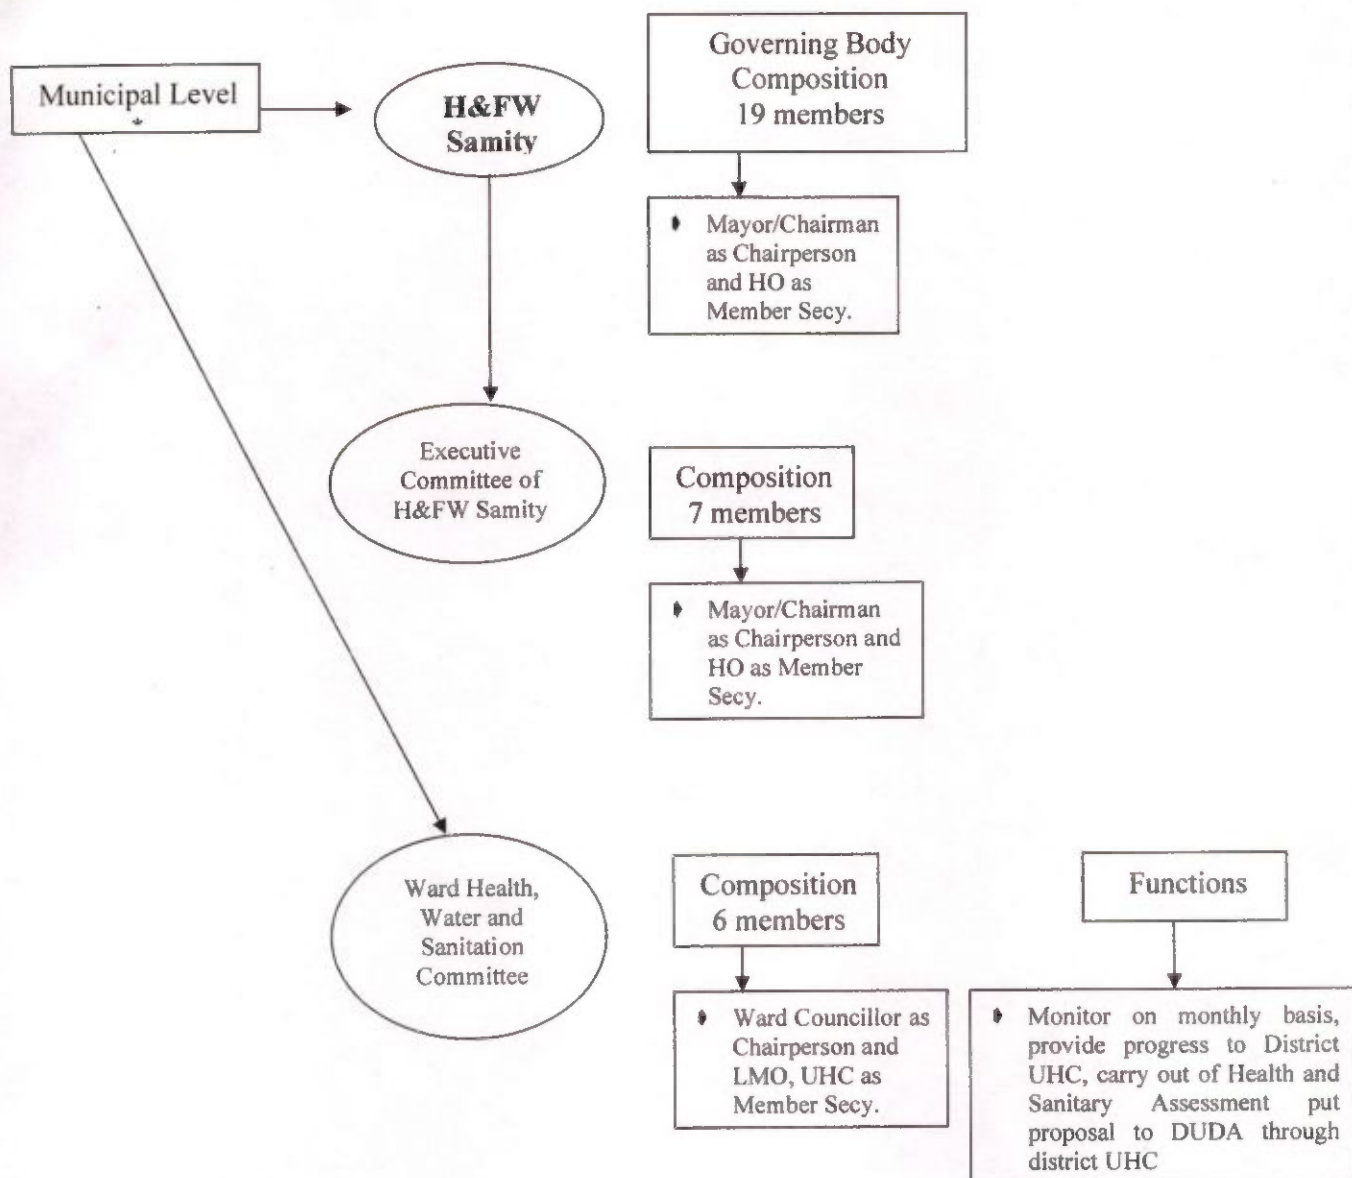 Municipal Level
*
H&FW
Samity
Governing Body
Composition
19 members
Mayor/Chairman
as Chairperson
and HO as
Member Secy.
Executive
Committee of
H&FW Samity
Composition
7 members
Mayor/Chairman
as Chairperson and
HO as Member
Secy.
Ward Health,
Water and
Sanitation
Committee
Composition
6 members
Ward Councillor as
Chairperson and
LMO, UHC as
Member Secy.
Functions
Monitor on monthly basis,
provide progress to District
UHC, carry out of Health and
Sanitary Assessment put
proposal to DUDA through
district UHC